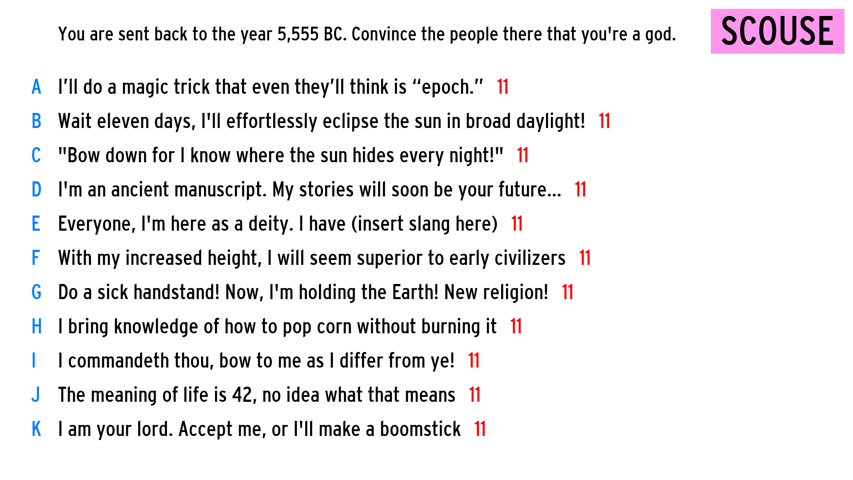 You are sent back to the year 5,555 BC. Convince the people there that you're a god.
SCOUSE
A I’ll do a magic trick that even they’ll think is “epoch.” 11
B Wait eleven days, I'll effortlessly eclipse the sun in broad daylight! 11
C "Bow down for I know where the sun hides every night!" 11
D I'm an ancient manuscript. My stories will soon be your future... 11
E Everyone, I'm here as a deity. I have (insert slang here) 11
F With my increased height, I will seem superior to early civilizers 11
G Do a sick handstand! Now, I'm holding the Earth! New religion! 11
H I bring knowledge of how to pop corn without burning it 11
I I commandeth thou, bow to me as I differ from ye! 11
J The meaning of life is 42, no idea what that means 11
K I am your lord. Accept me, or I'll make a boomstick 11